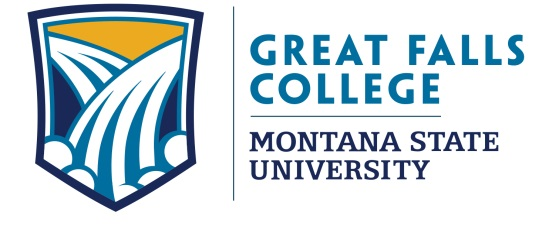 GREAT FALLS
COLLEGE
MONTANA STATE
UNIVERSITY